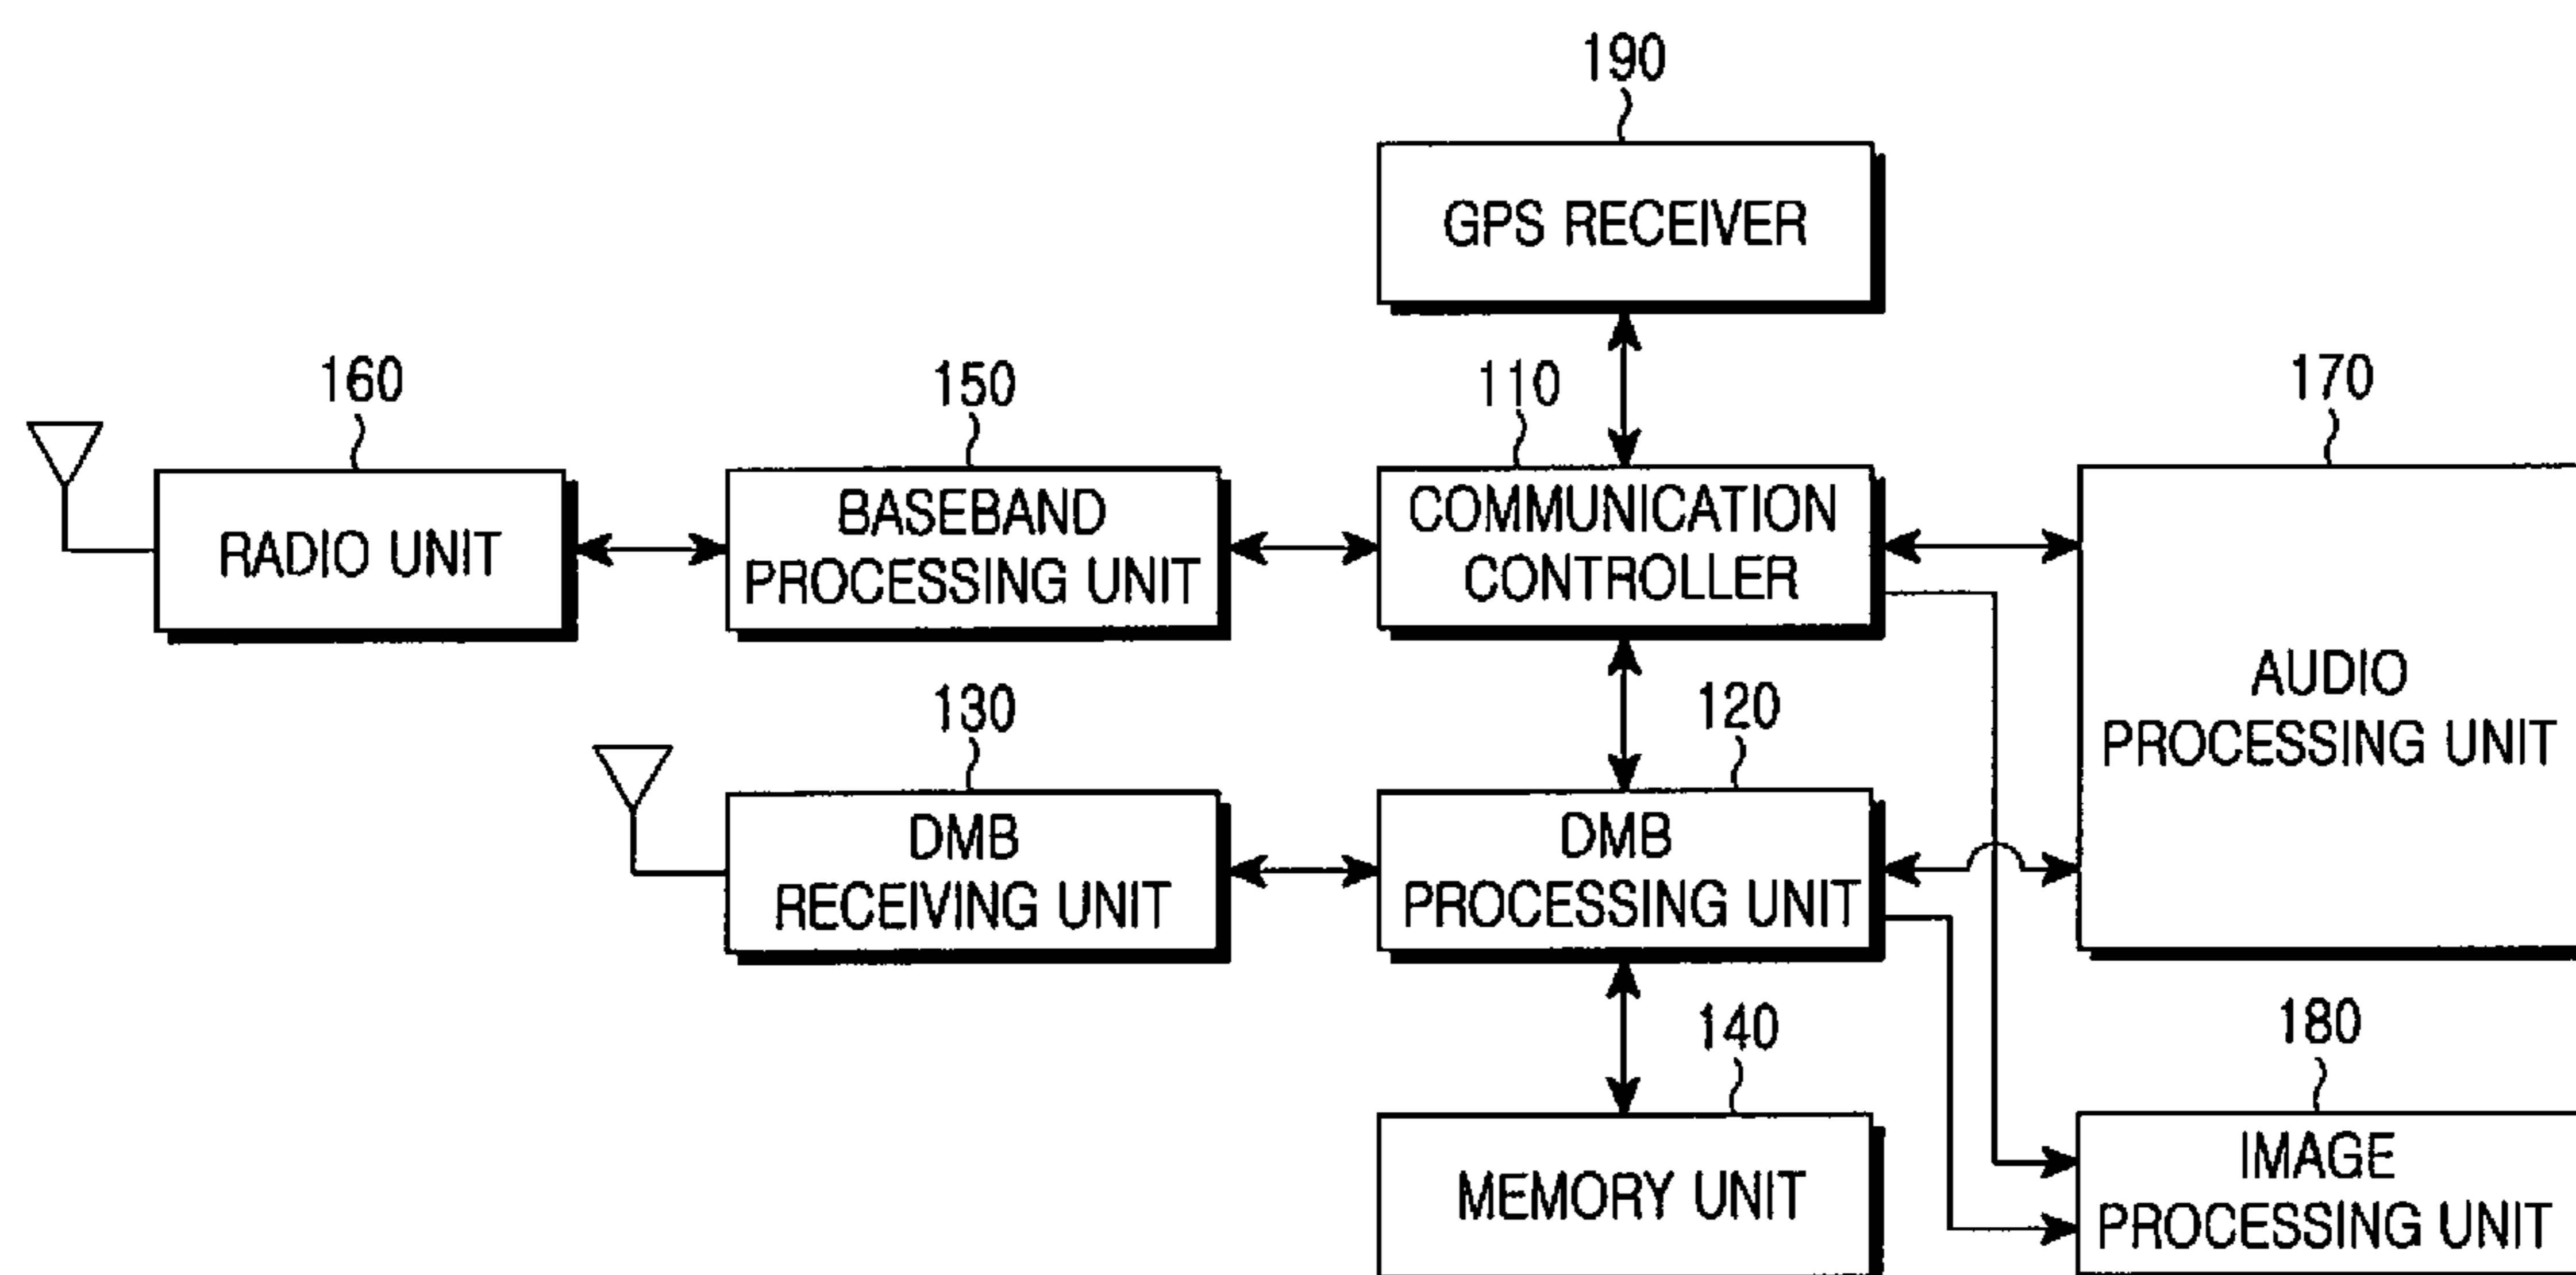 190
GPS RECEIVER
160
150
110
170
RADIO UNIT
BASEBAND
PROCESSING UNIT
COMMUNICATION
CONTROLLER
AUDIO
PROCESSING UNIT
130
120
DMB
RECEIVING UNIT
DMB
PROCESSING UNIT
140
180
MEMORY UNIT
IMAGE
PROCESSING UNIT